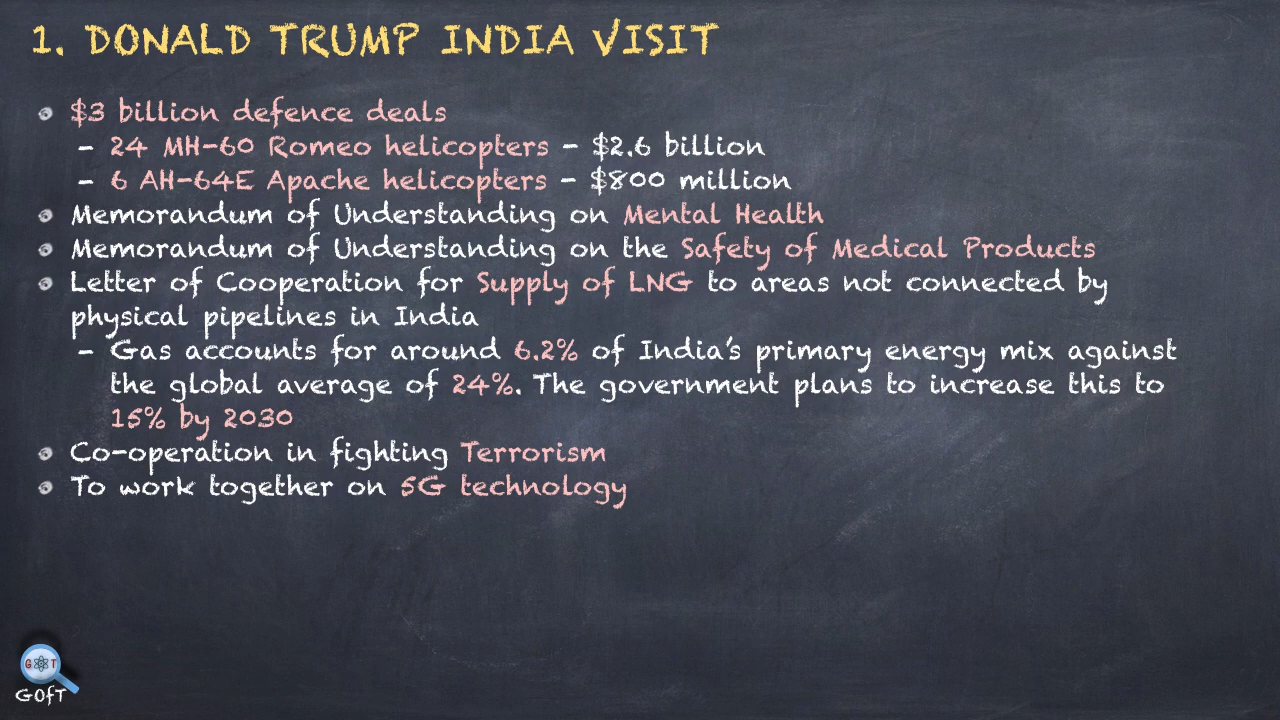 1. DONALD TRUMP INDIA VISIT
$3 billion defence deals
– 24 MH-60 Romeo helicopters – $2.6 billion
– 6 AH-64E Apache helicopters – $800 million
Memorandum of Understanding on Mental Health
Memorandum of Understanding on the Safety of Medical Products
Letter of Cooperation for Supply of LNG to areas not connected by
physical pipelines in India
– Gas accounts for around 6.2% of India's primary energy mix against
the global average of 24%. The government plans to increase this to
15% by 2030
Co-operation in fighting Terrorism
To work together on 5G technology
G T
GOfT